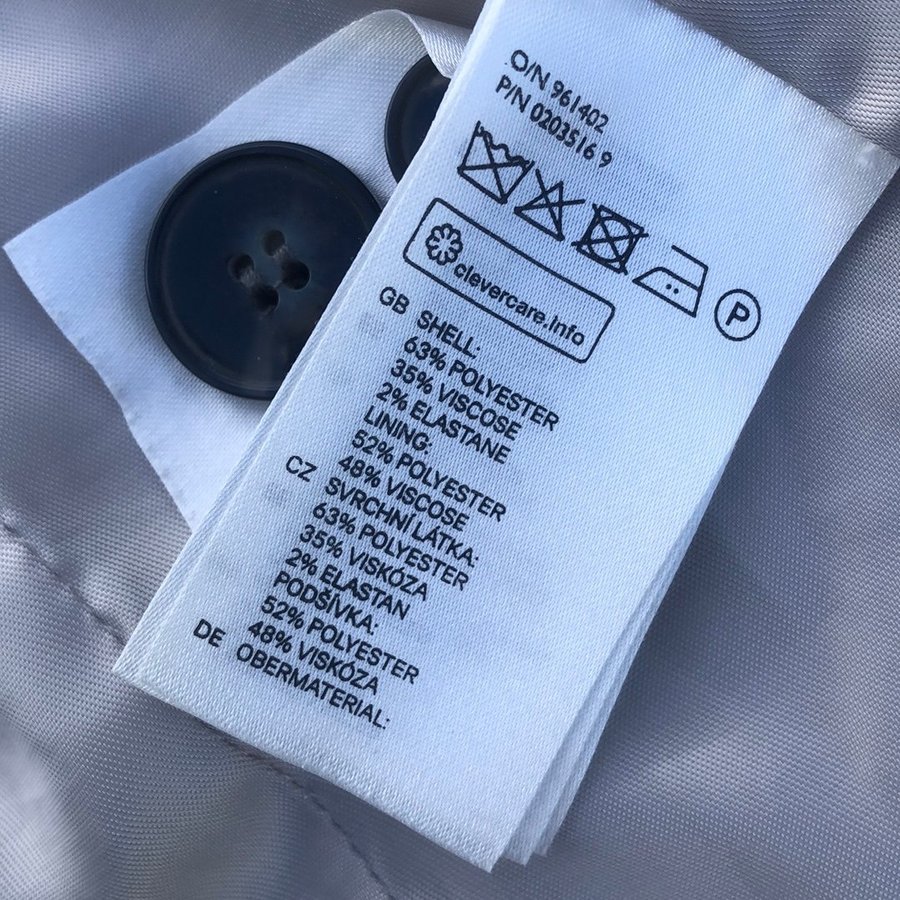 O/N 961402
P/N 0203516 9
P
clevercare.info
GB SHELL:
63% POLYESTER
35% VISCOSE
2% ELASTANE
LINING:
52% POLYESTER
48% VISCOSE
CZ SVRCHNÍ LÁTKA:
63% POLYESTER
35% VISKÓZA
2% ELASTAN
PODŠÍVKA:
52% POLYESTER
48% VISKÓZA
DE OBERMATERIAL: